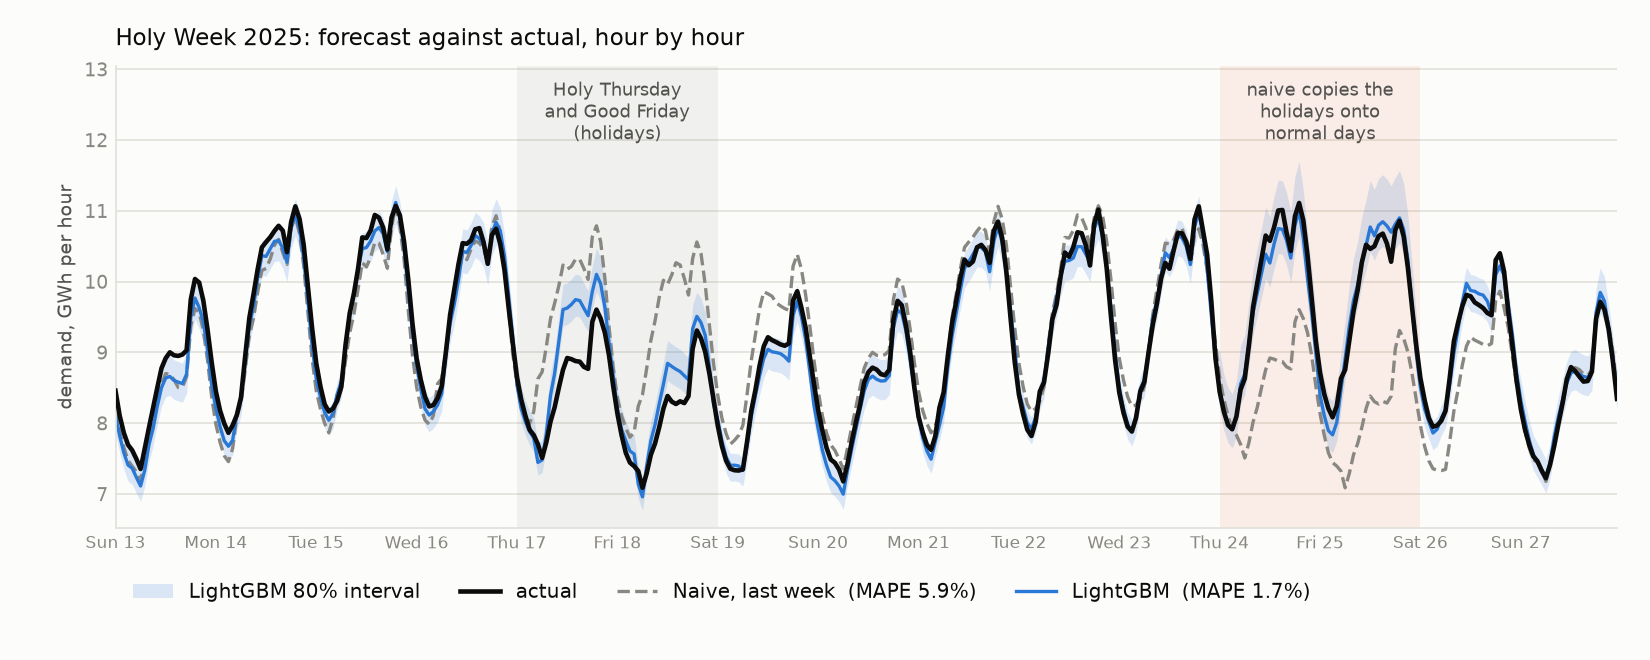 Holy Week 2025: forecast against actual, hour by hour
demand, GWh per hour
13
12
11
10
9
8
7
Holy Thursday
and Good Friday
(holidays)
naive copies the
holidays onto
normal days
Sun 13 Mon 14 Tue 15 Wed 16 Thu 17 Fri 18 Sat 19 Sun 20 Mon 21 Tue 22 Wed 23 Thu 24 Fri 25 Sat 26 Sun 27
LightGBM 80% interval actual Naive, last week (MAPE 5.9%) LightGBM (MAPE 1.7%)